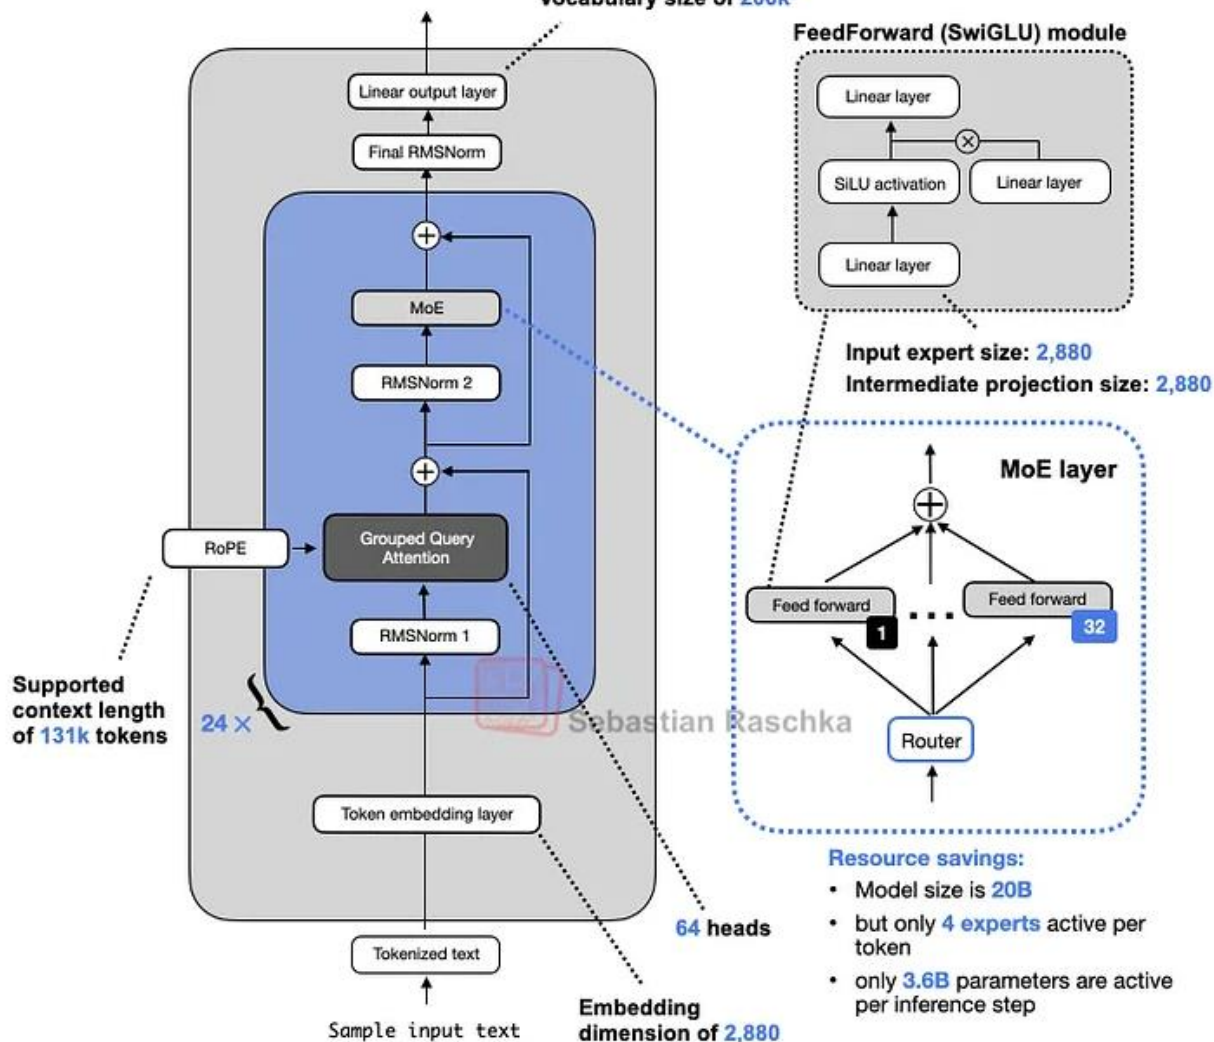 vocabulary size of 200k
FeedForward (SwiGLU) module
Linear output layer
Linear layer
Final RMSNorm
SiLU activation
Linear layer
Linear layer
MoE
Input expert size: 2,880
Intermediate projection size: 2,880
RMSNorm 2
MoE layer
RoPE
Grouped Query
Attention
Feed forward
1
Feed forward
32
RMSNorm 1
Supported
context length
of 131k tokens
24 ×
Sebastian Raschka
Router
Token embedding layer
Resource savings:
• Model size is 20B
• but only 4 experts active per
token
• only 3.6B parameters are active
per inference step
64 heads
Tokenized text
Embedding
dimension of 2,880
Sample input text